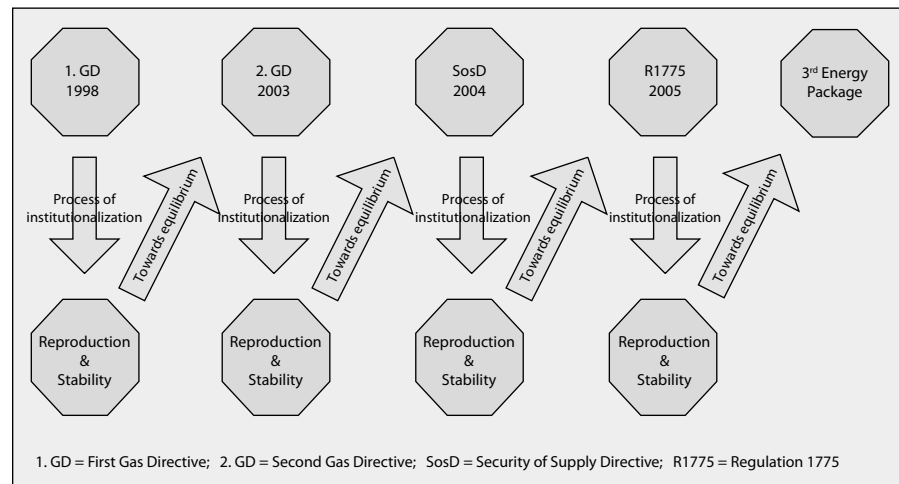 1. GD
1998
2. GD
2003
SosD
2004
R1775
2005
3rd Energy
Package
Process of
institutionalization
Towards equilibrium
Process of
institutionalization
Towards equilibrium
Process of
institutionalization
Towards equilibrium
Process of
institutionalization
Towards equilibrium
Reproduction
&
Stability
Reproduction
&
Stability
Reproduction
&
Stability
Reproduction
&
Stability
1. GD = First Gas Directive; 2. GD = Second Gas Directive; SosD = Security of Supply Directive; R1775 = Regulation 1775